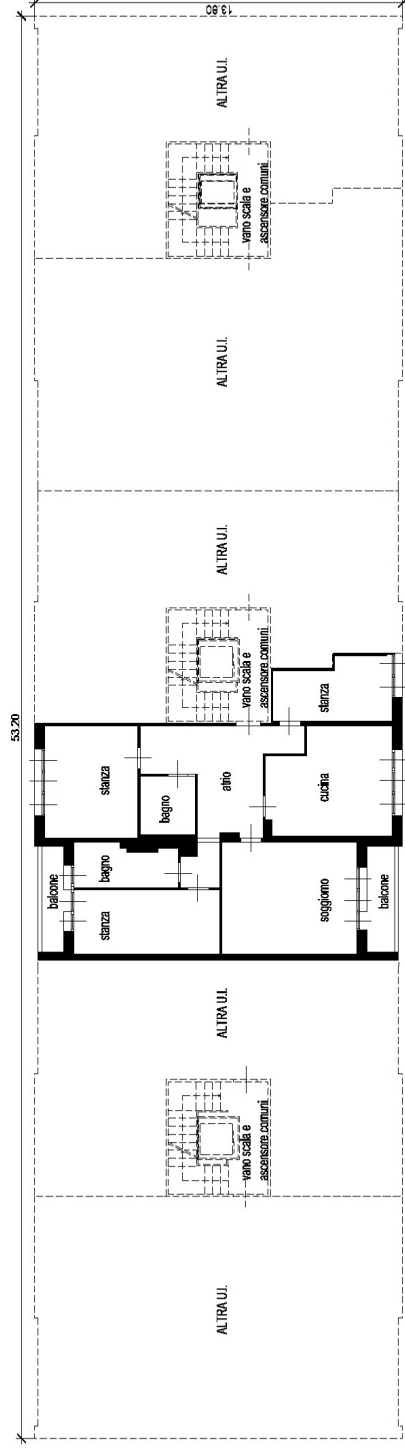 53.20
13.80
ALTRA U.I.
ALTRA U.I.
vano scala e
ascensore comuni
ALTRA U.I.
balcone
stanza
bagno
stanza
bagno
atrio
soggiorno
balcone
cucina
stanza
vano scala e
ascensore comuni
ALTRA U.I.
ALTRA U.I.
vano scala e
ascensore comuni
ALTRA U.I.